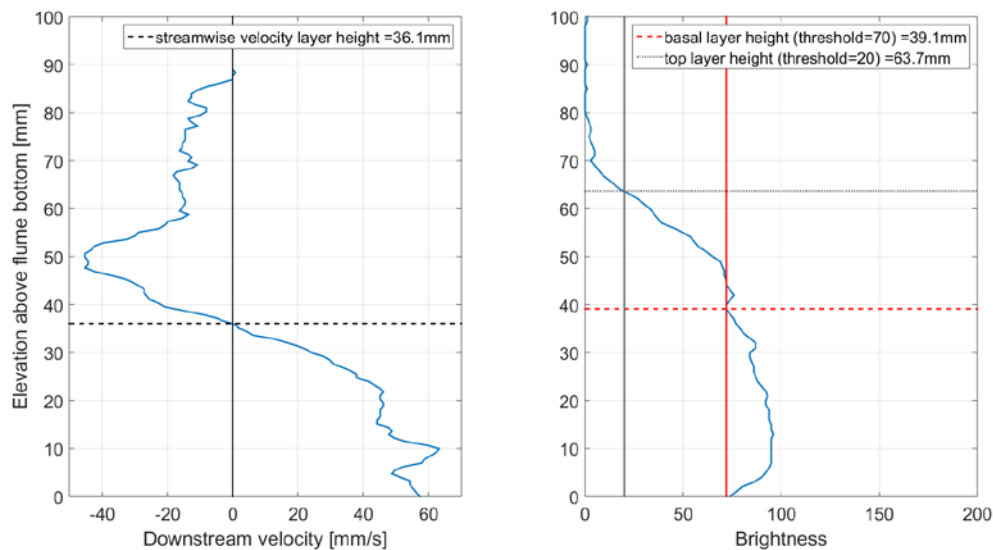 100
90
80
70
60
50
40
30
20
10
0
Elevation above flume bottom [mm]
streamwise velocity layer height =36.1mm
-40 -20 0 20 40 60
Downstream velocity [mm/s]
100
90
80
70
60
50
40
30
20
10
0
basal layer height (threshold=70) =39.1mm
top layer height (threshold=20) =63.7mm
0 50 100 150 200
Brightness